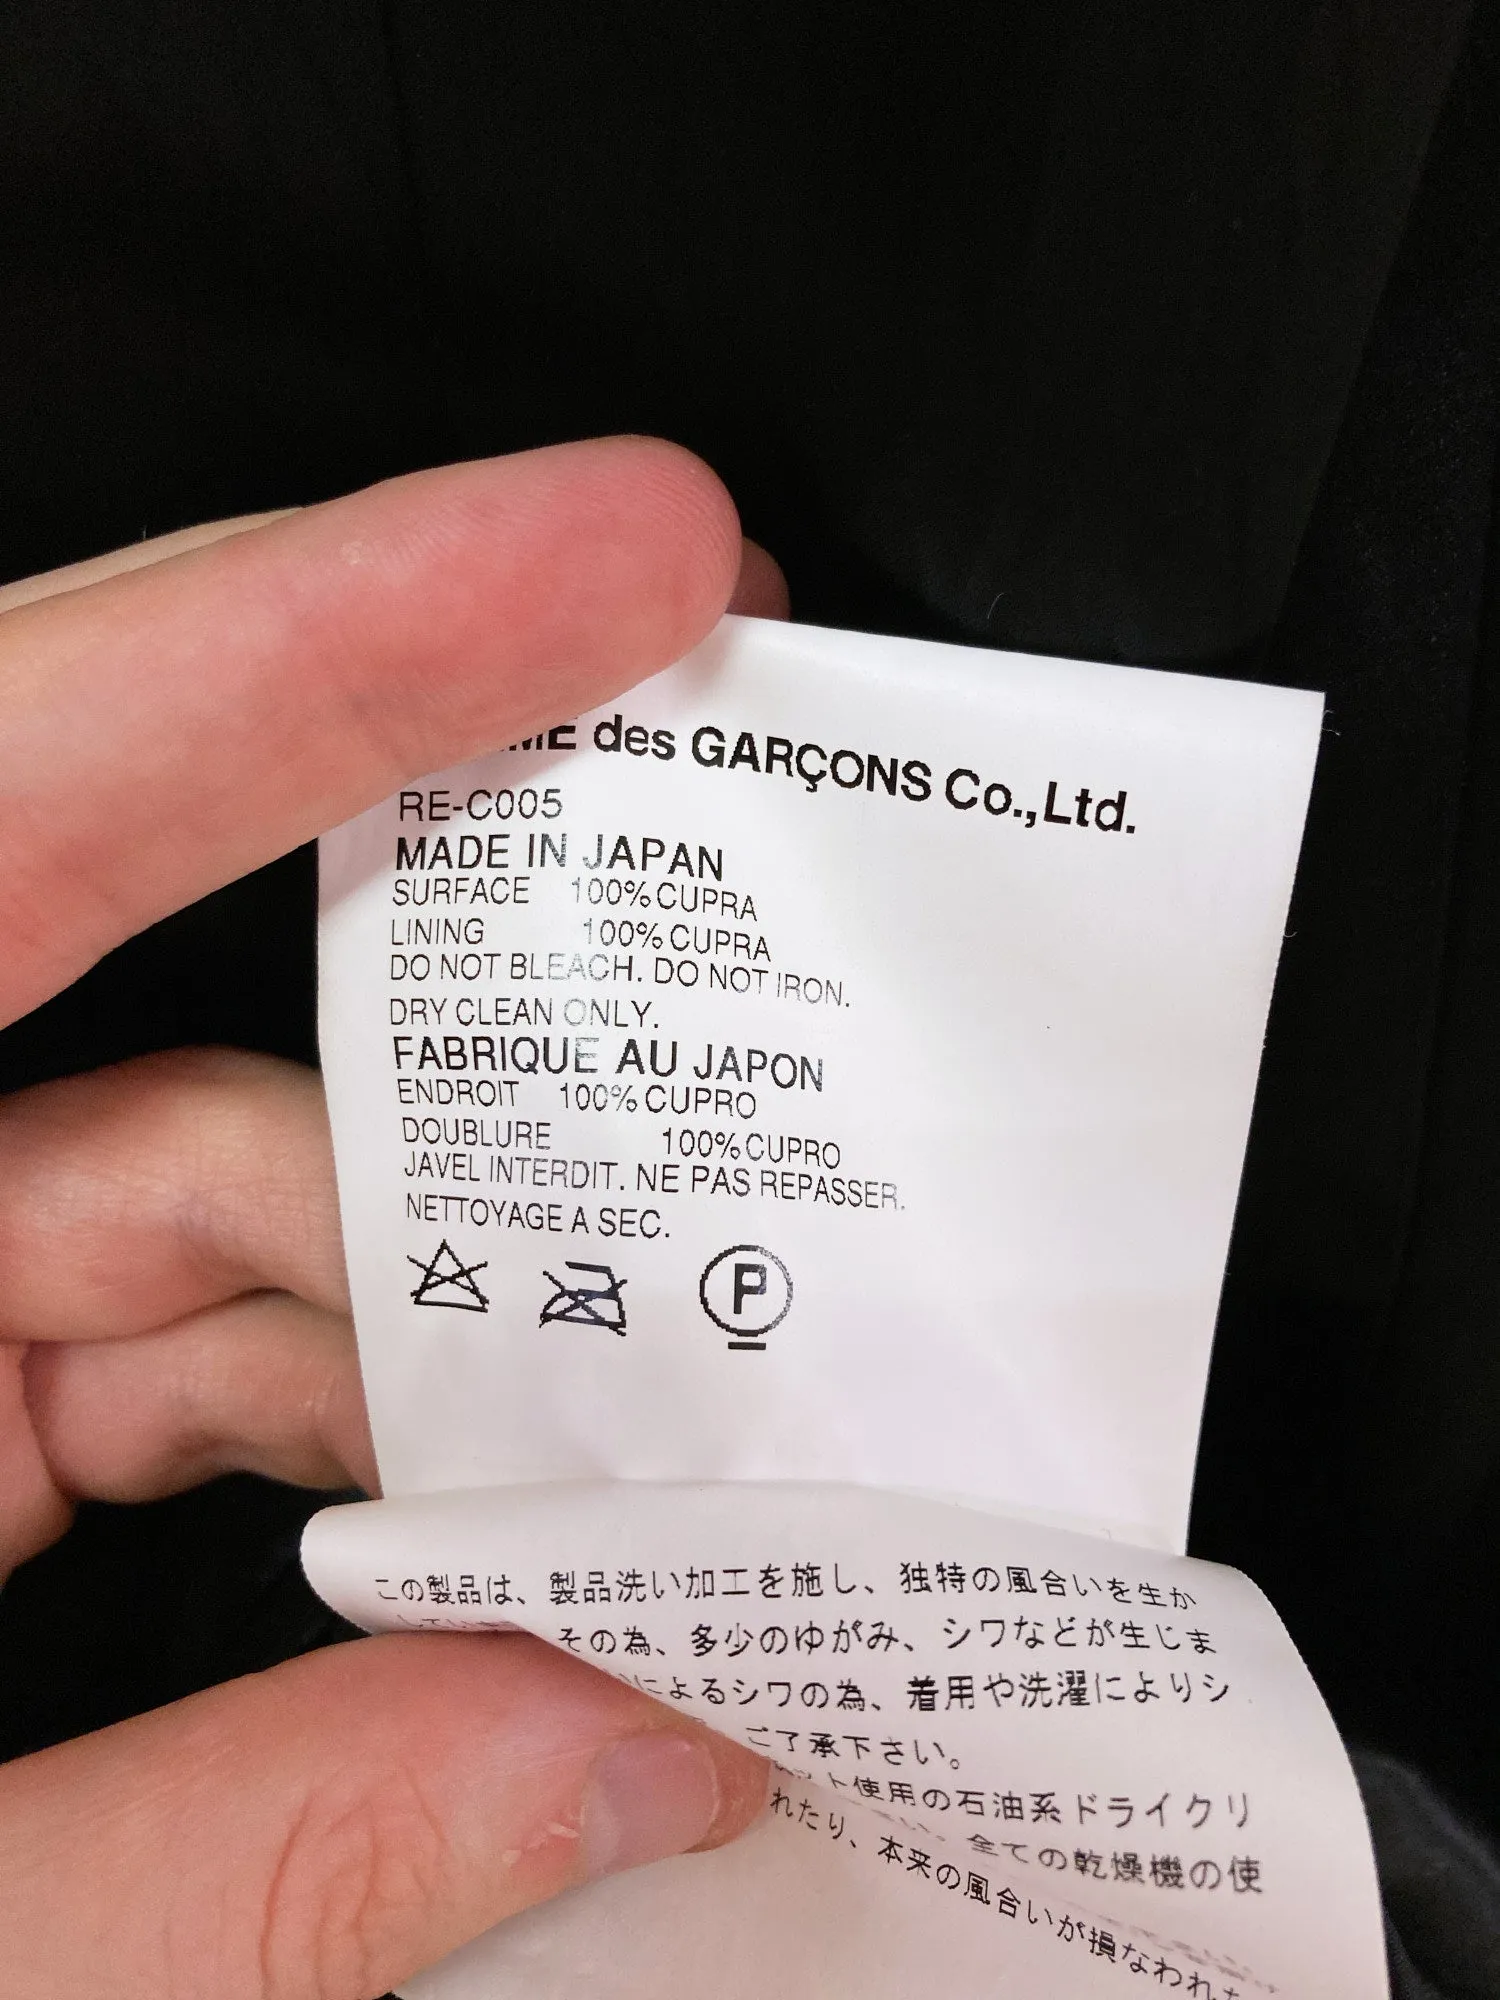 des GARÇONS Co.,Ltd.
RE-C005
MADE IN JAPAN
SURFACE 100% CUPRA
LINING 100% CUPRA
DO NOT BLEACH. DO NOT IRON.
DRY CLEAN ONLY.
FABRIQUE AU JAPON
ENDROIT 100% CUPRO
DOUBLURE 100% CUPRO
JAVEL INTERDIT. NE PAS REPASSER.
NETTOYAGE A SEC.
P
この製品は、製品洗い加工を施し、独特の風合いを生か
その為、多少のゆがみ、シワなどが生じま
によるシワの為、着用や洗濯によりシ
ご了承下さい。
使用の石油系ドライクリ
全ての乾燥機の使
れたり、本来の風合いが損なわれ